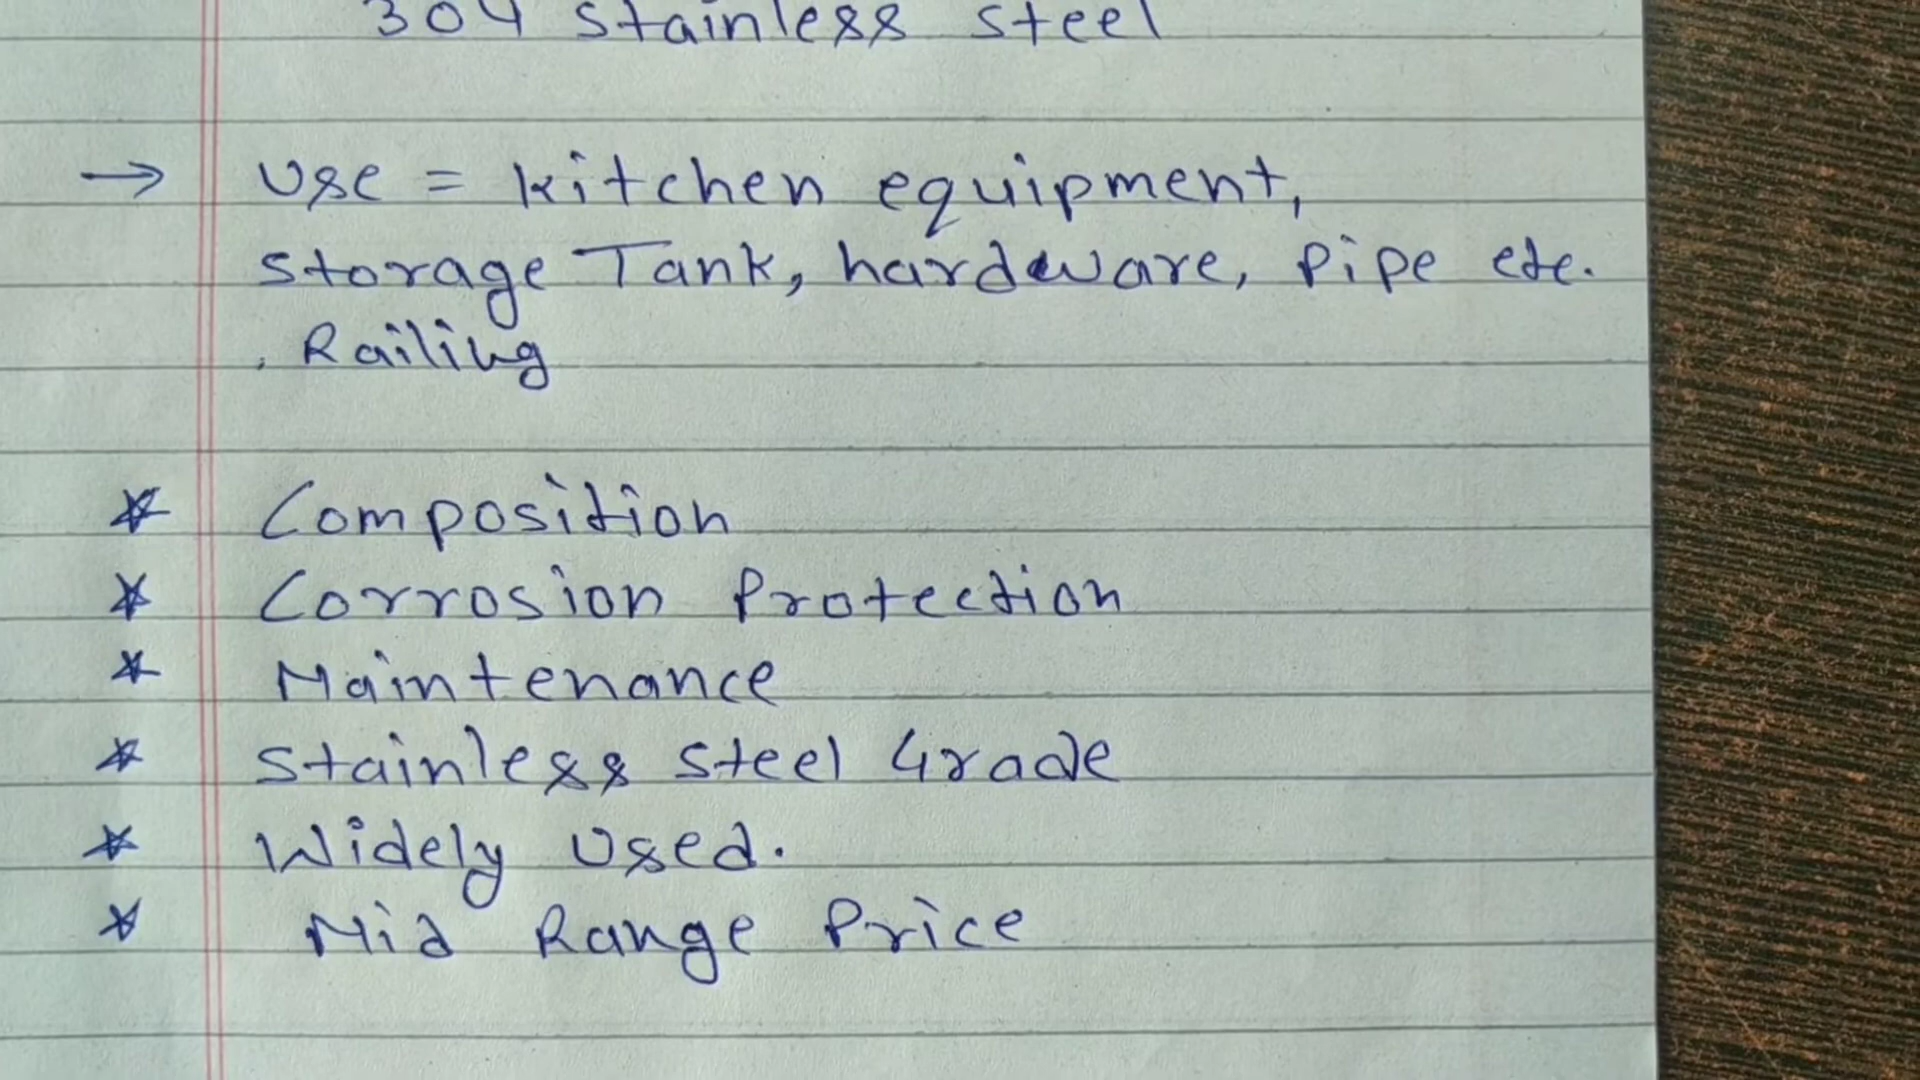 304 Stainless Steel
→ Use = Kitchen equipment,
Storage Tank, hardware, Pipe etc.
, Railing
* Composition
* Corrosion Protection
* Maintenance
* Stainless Steel Grade
* Widely Used.
* Mid Range Price